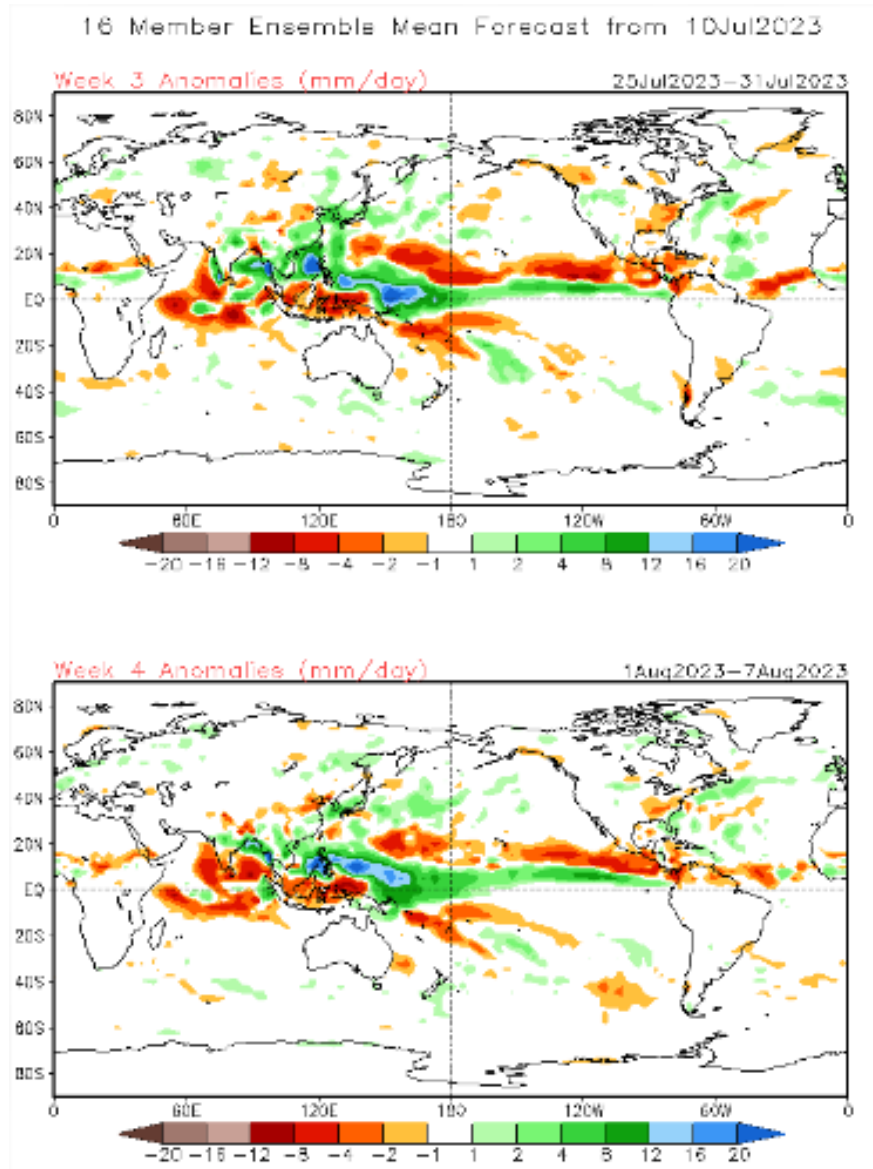 16 Member Ensemble Mean Forecast from 10Jul2023
Week 3 Anomalies (mm/day) 25Jul2023-31Jul2023
80N
60N
40N
20N
EQ
20S
40S
60S
80S
0 60E 120E 180 120W 60W 0
-20 -16 -12 -8 -4 -2 -1 1 2 4 8 12 16 20
Week 4 Anomalies (mm/day) 1Aug2023-7Aug2023
80N
60N
40N
20N
EQ
20S
40S
60S
80S
0 60E 120E 180 120W 60W 0
-20 -16 -12 -8 -4 -2 -1 1 2 4 8 12 16 20